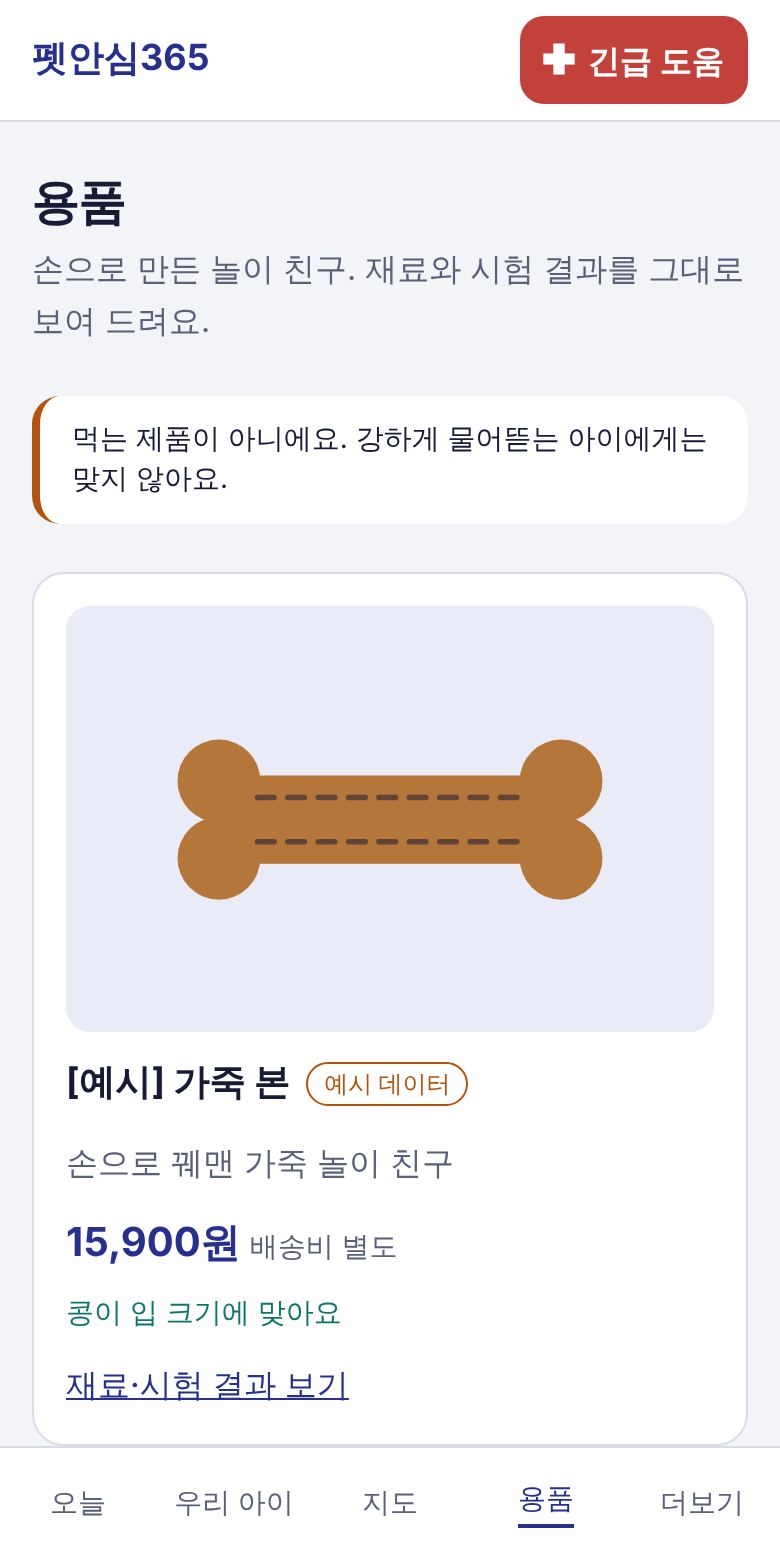 펫안심365
긴급 도움
용품
손으로 만든 놀이 친구. 재료와 시험 결과를 그대로
보여 드려요.
먹는 제품이 아니에요. 강하게 물어뜯는 아이에게는
맞지 않아요.
[예시] 가죽 본 예시 데이터
손으로 꿰맨 가죽 놀이 친구
15,900원 배송비 별도
콩이 입 크기에 맞아요
재료·시험 결과 보기
오늘 우리 아이 지도 용품 더보기